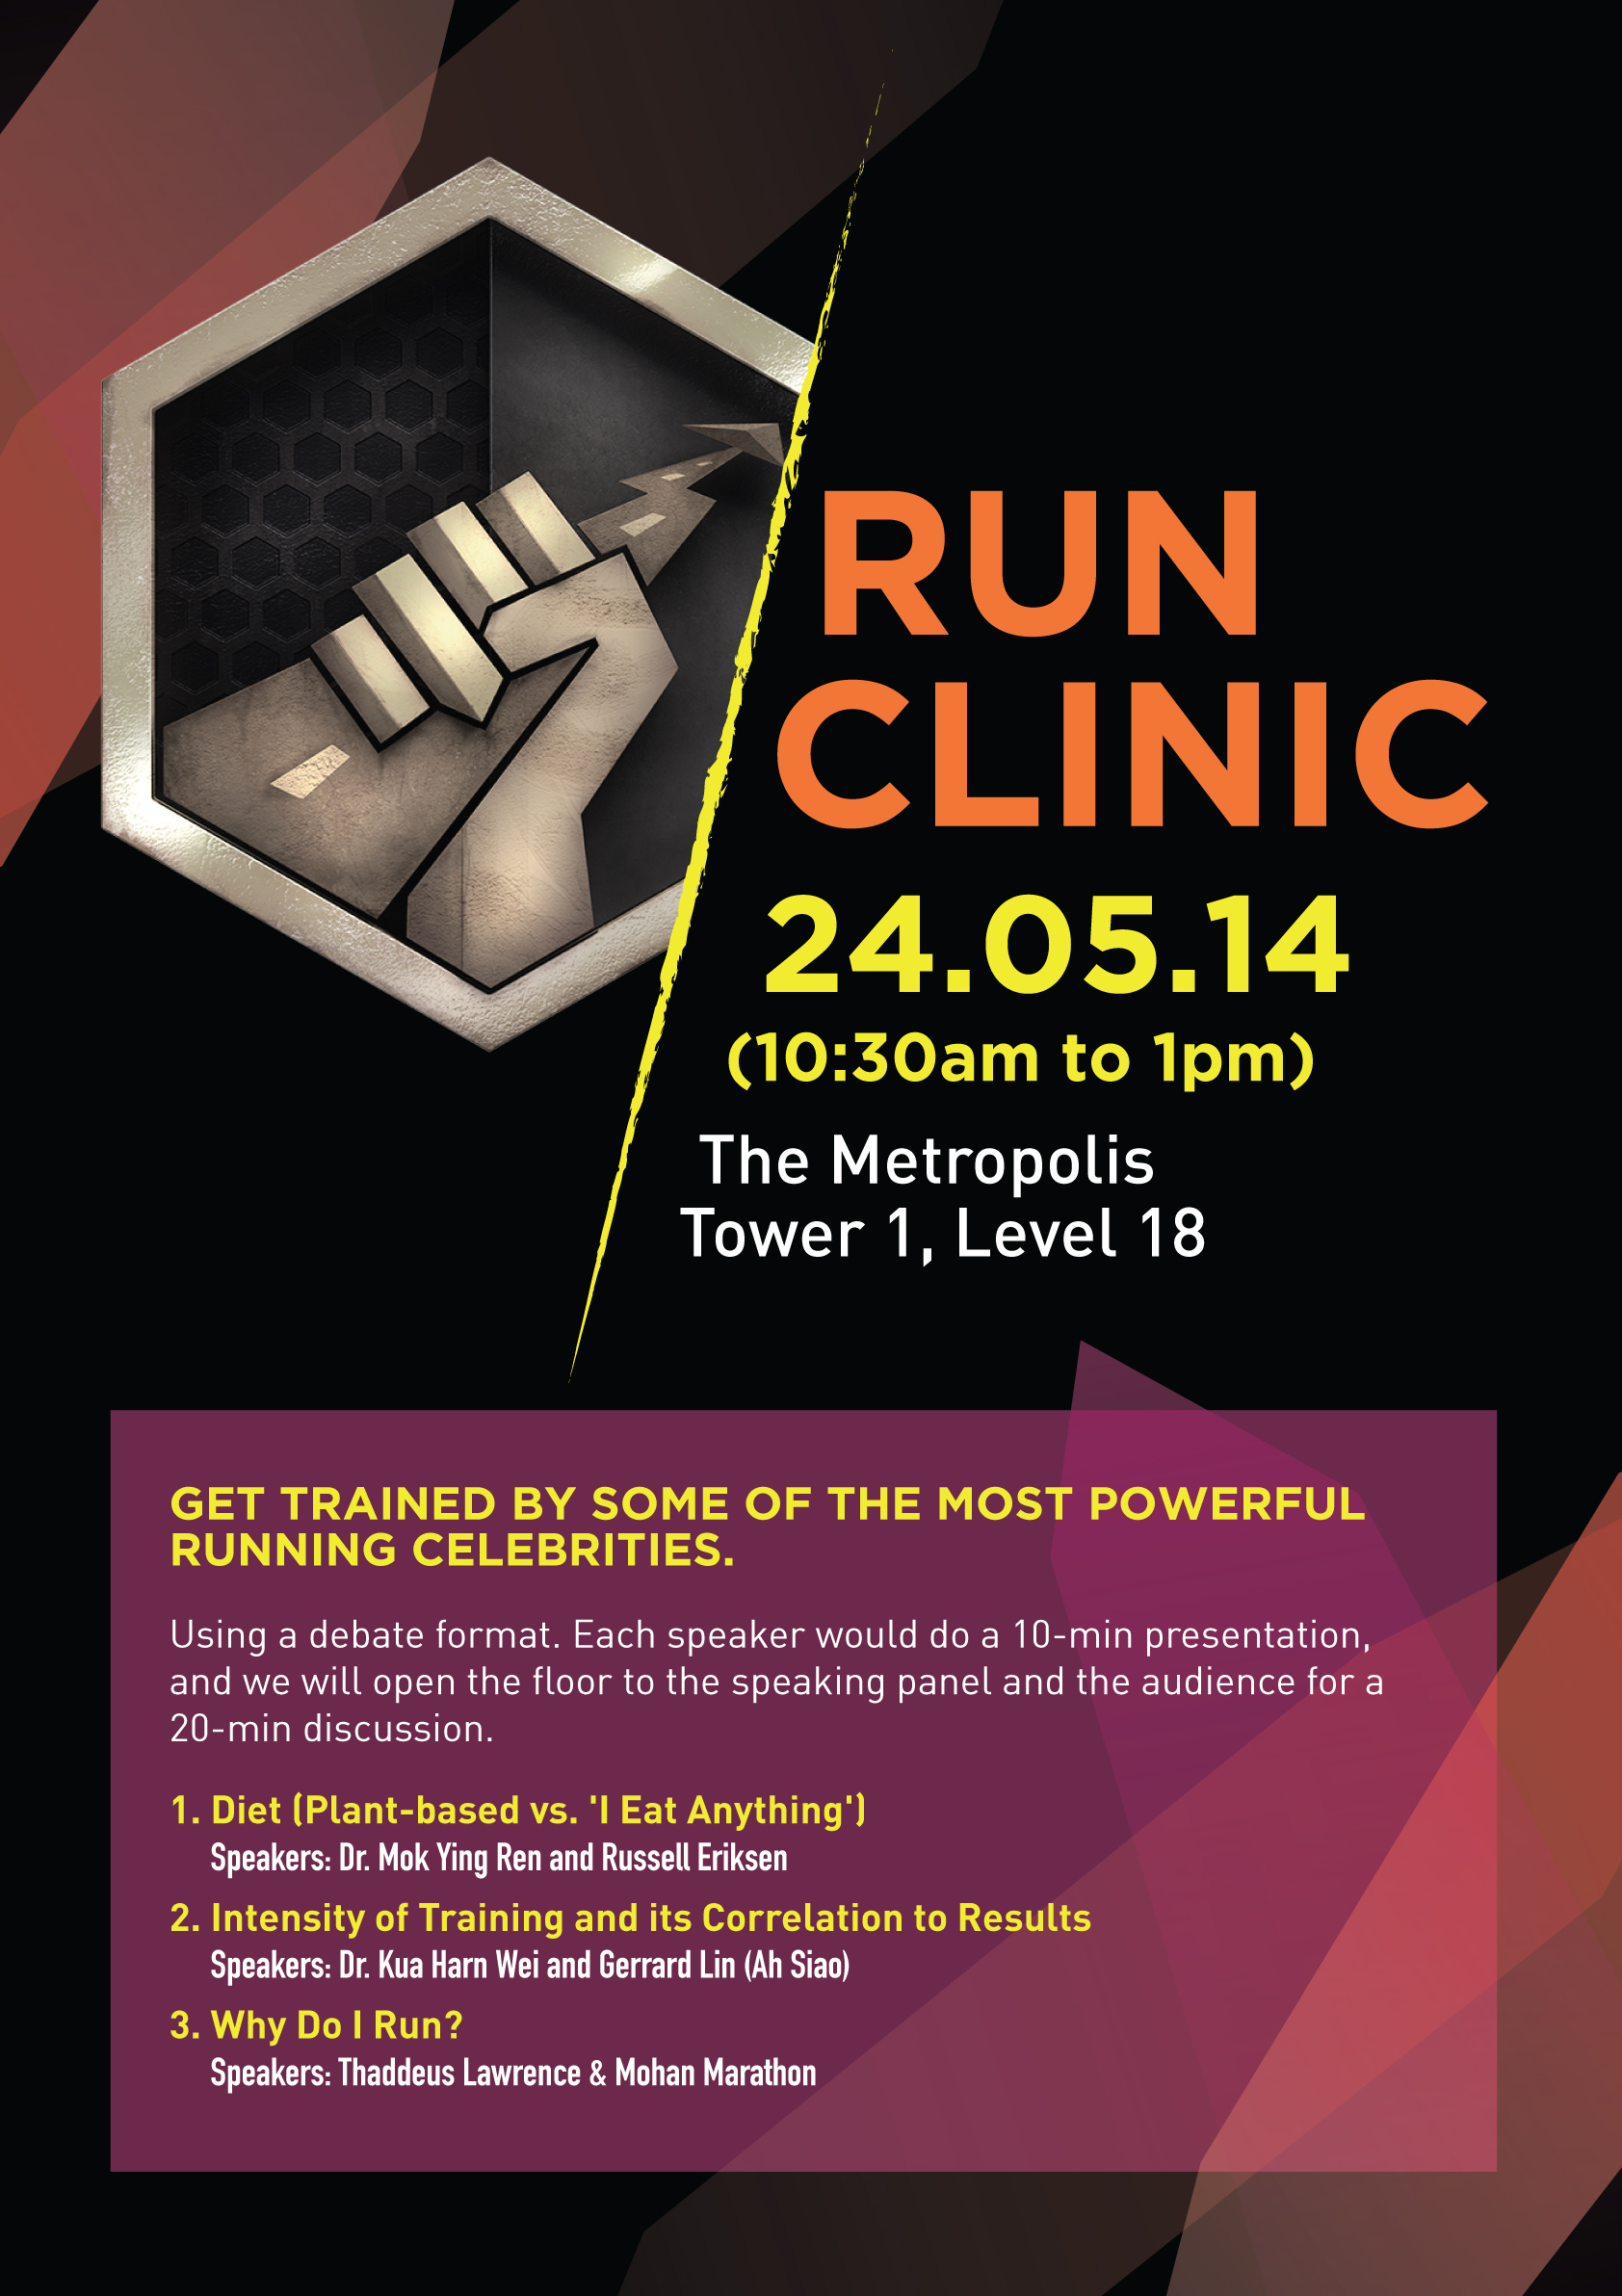 RUN
CLINIC
24.05.14
(10:30am to 1pm)
The Metropolis
Tower 1, Level 18
GET TRAINED BY SOME OF THE MOST POWERFUL
RUNNING CELEBRITIES.
Using a debate format. Each speaker would do a 10-min presentation,
and we will open the floor to the speaking panel and the audience for a
20-min discussion.
1. Diet (Plant-based vs. 'I Eat Anything')
Speakers: Dr. Mok Ying Ren and Russell Eriksen
2. Intensity of Training and its Correlation to Results
Speakers: Dr. Kua Harn Wei and Gerrard Lin (Ah Siao)
3. Why Do I Run?
Speakers: Thaddeus Lawrence & Mohan Marathon